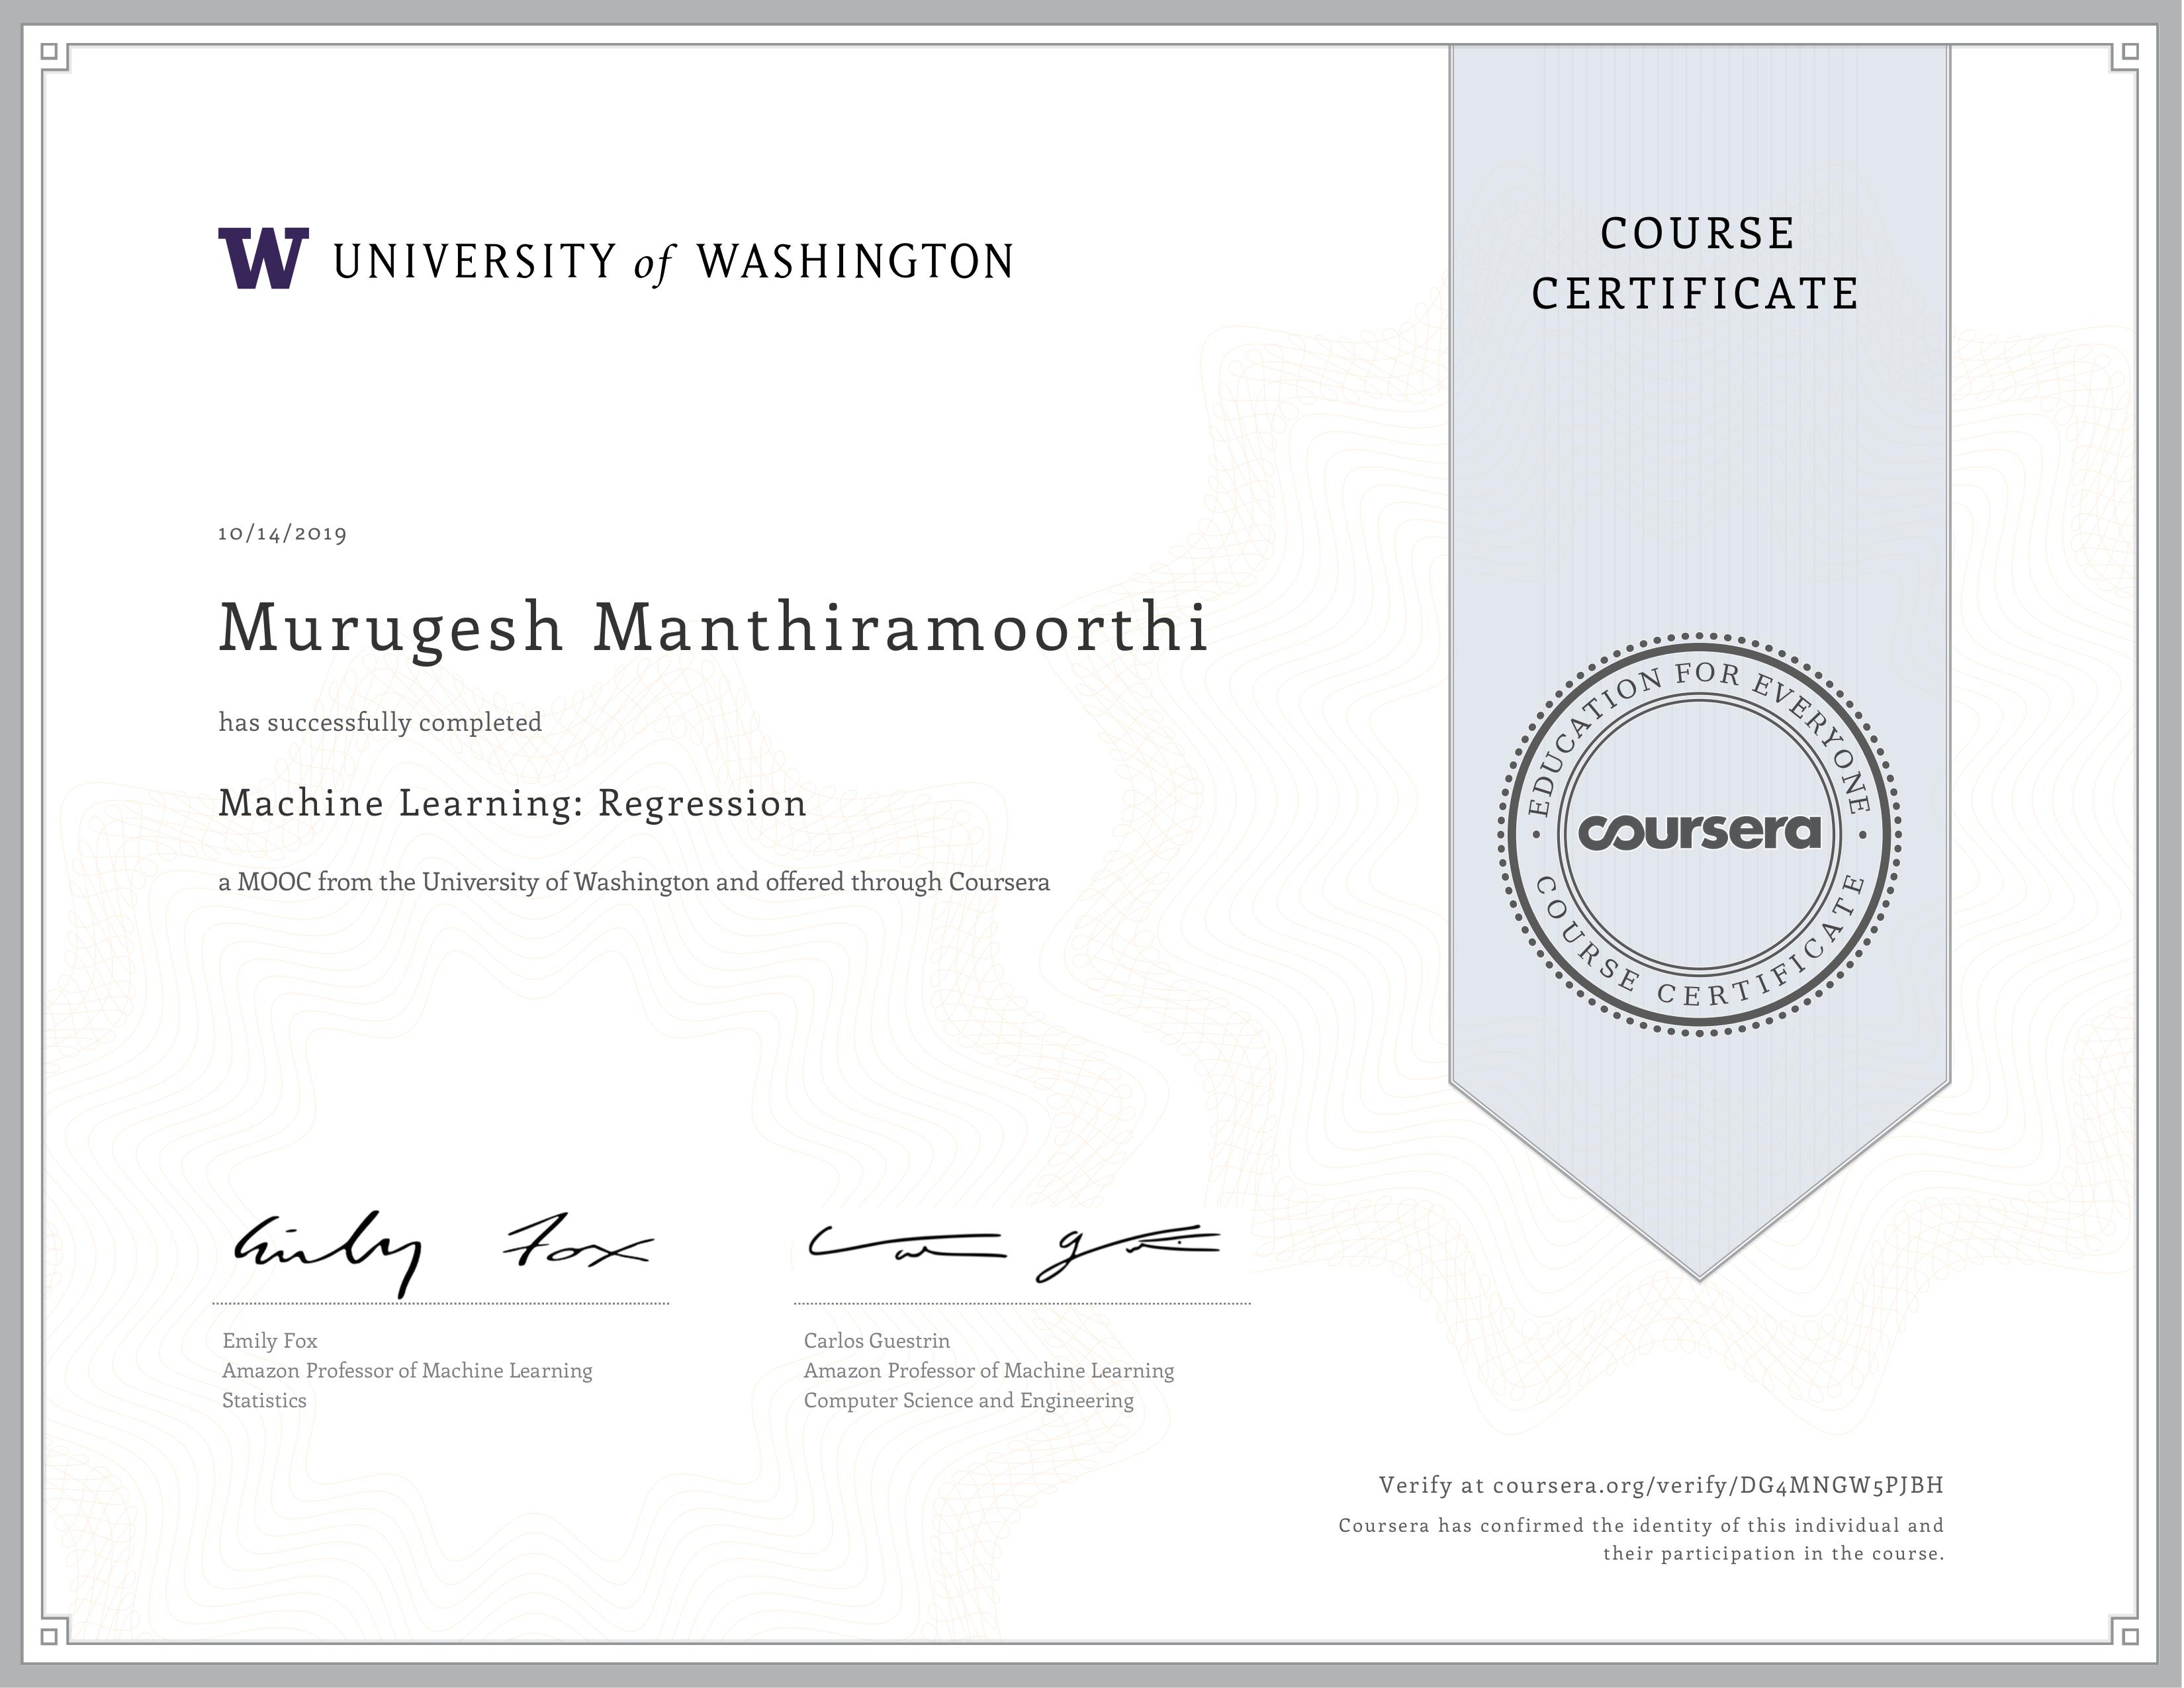 W UNIVERSITY of WASHINGTON
COURSE
CERTIFICATE
10/14/2019
Murugesh Manthiramoorthi
has successfully completed
Machine Learning: Regression
a MOOC from the University of Washington and offered through Coursera
EDUCATION FOR EVERYONE
coursera
COURSE CERTIFICATE
Emily Fox
Emily Fox
Amazon Professor of Machine Learning
Statistics
Carlos Guestrin
Amazon Professor of Machine Learning
Computer Science and Engineering
Verify at coursera.org/verify/DG4MNGW5PJBH
Coursera has confirmed the identity of this individual and
their participation in the course.